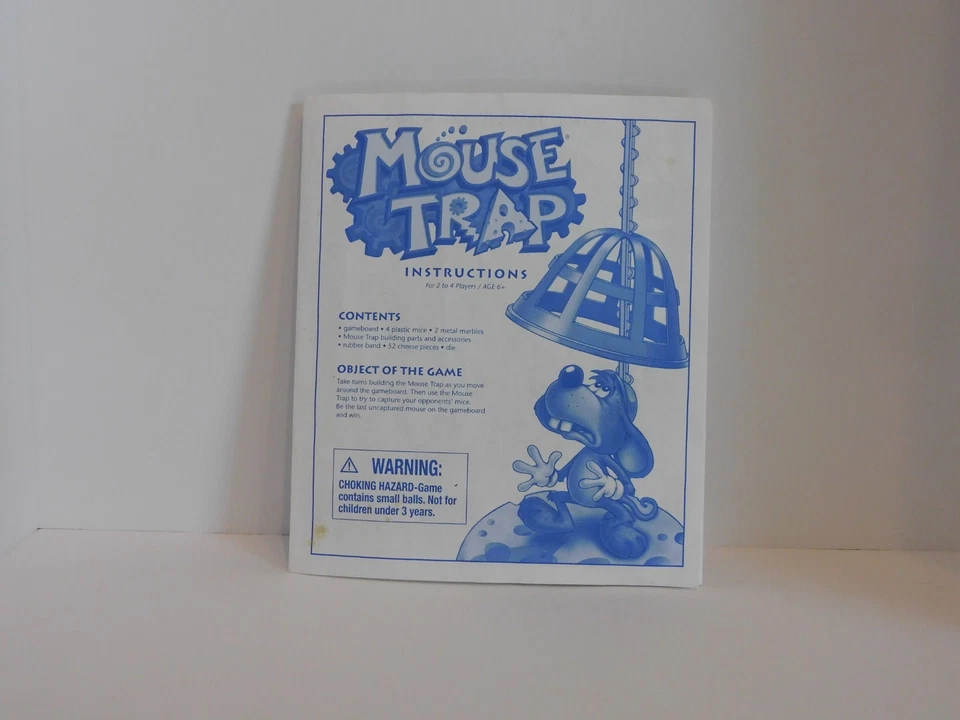 MOUSE
TRAP
INSTRUCTIONS
For 2 to 4 Players / AGE 6+
CONTENTS
• gameboard • 4 plastic mice • 2 metal marbles
• Mouse Trap building parts and accessories
• rubber band • 52 cheese pieces • die
OBJECT OF THE GAME
Take turns building the Mouse Trap as you move
around the gameboard. Then use the Mouse
Trap to try to capture your opponents' mice.
Be the last uncaptured mouse on the gameboard
and win.
WARNING:
CHOKING HAZARD-Game
contains small balls. Not for
children under 3 years.